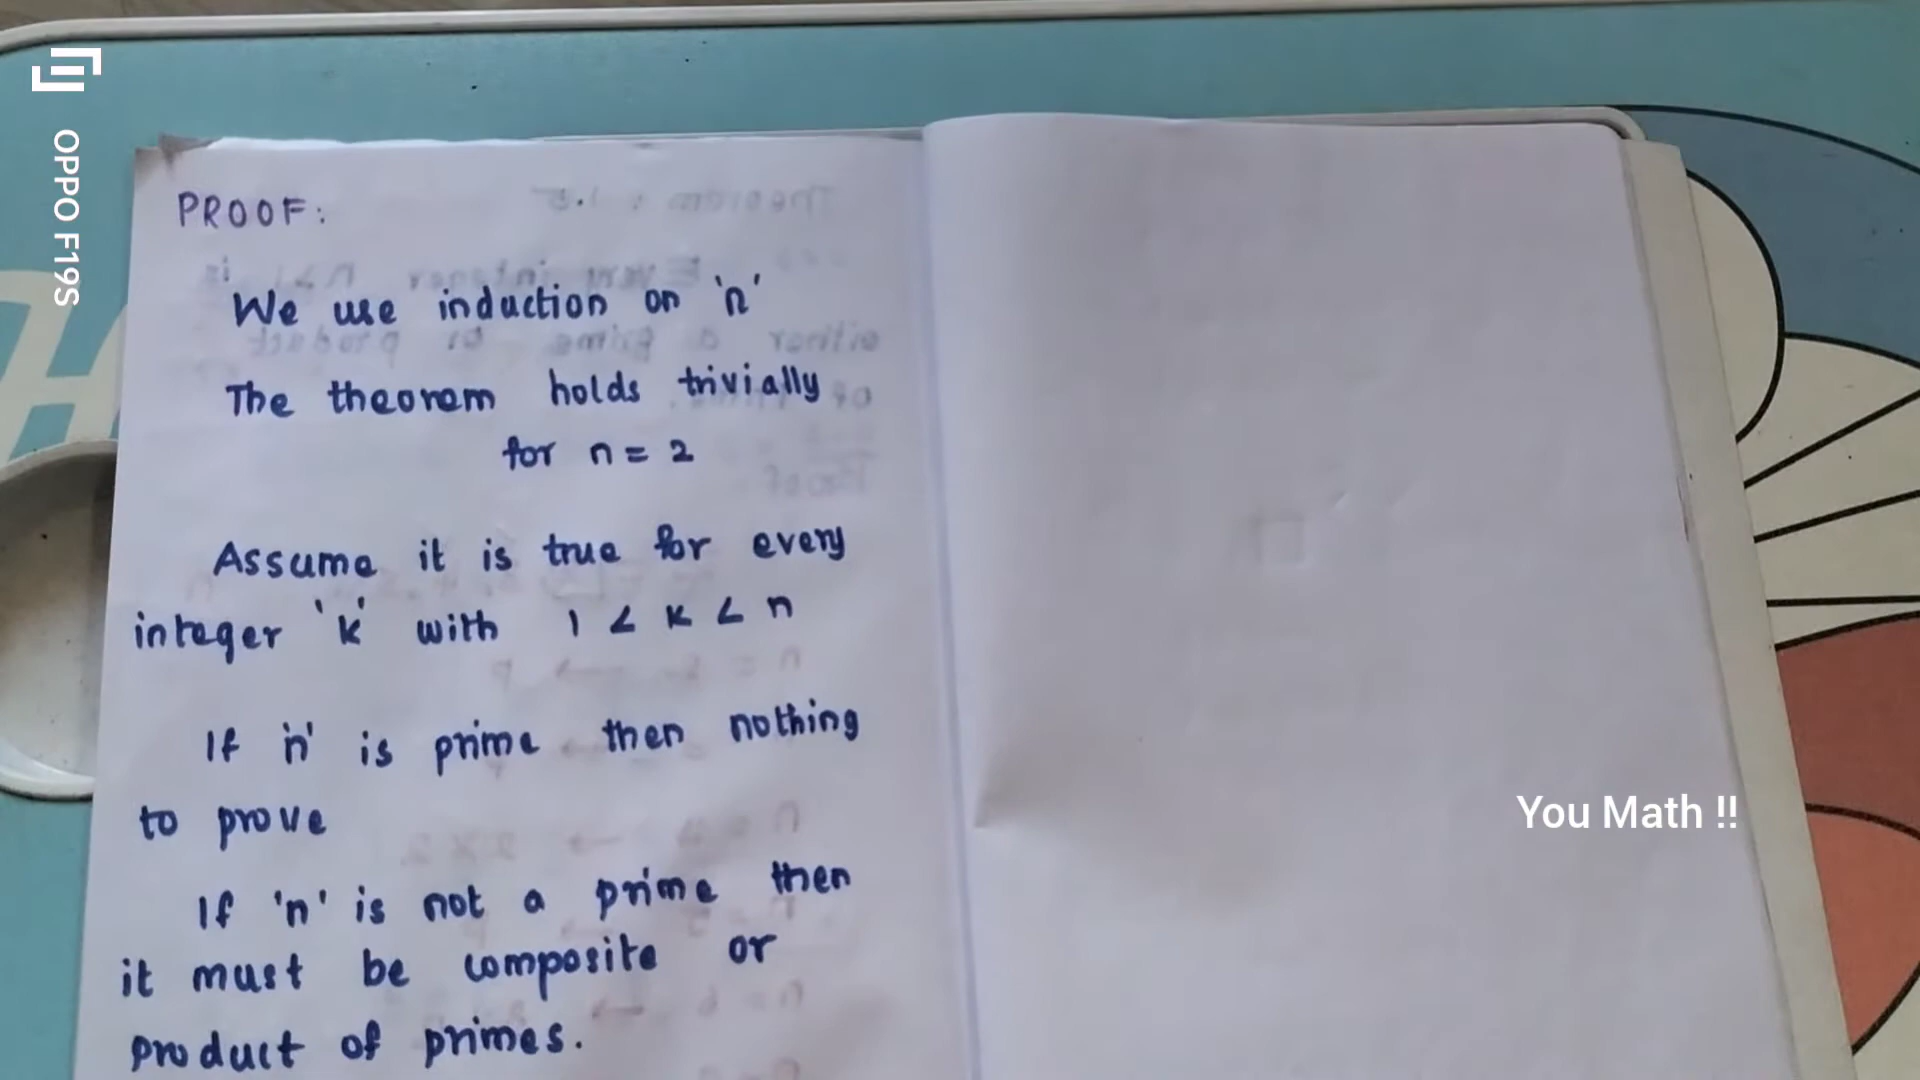 OPPO F19S
PROOF:
We use induction on 'n'
The theorem holds trivially
for n = 2
Assume it is true for every
integer 'k' with 1 < k < n
If 'n' is prime then nothing
to prove
If 'n' is not a prime then
it must be composite or
product of primes.
You Math !!